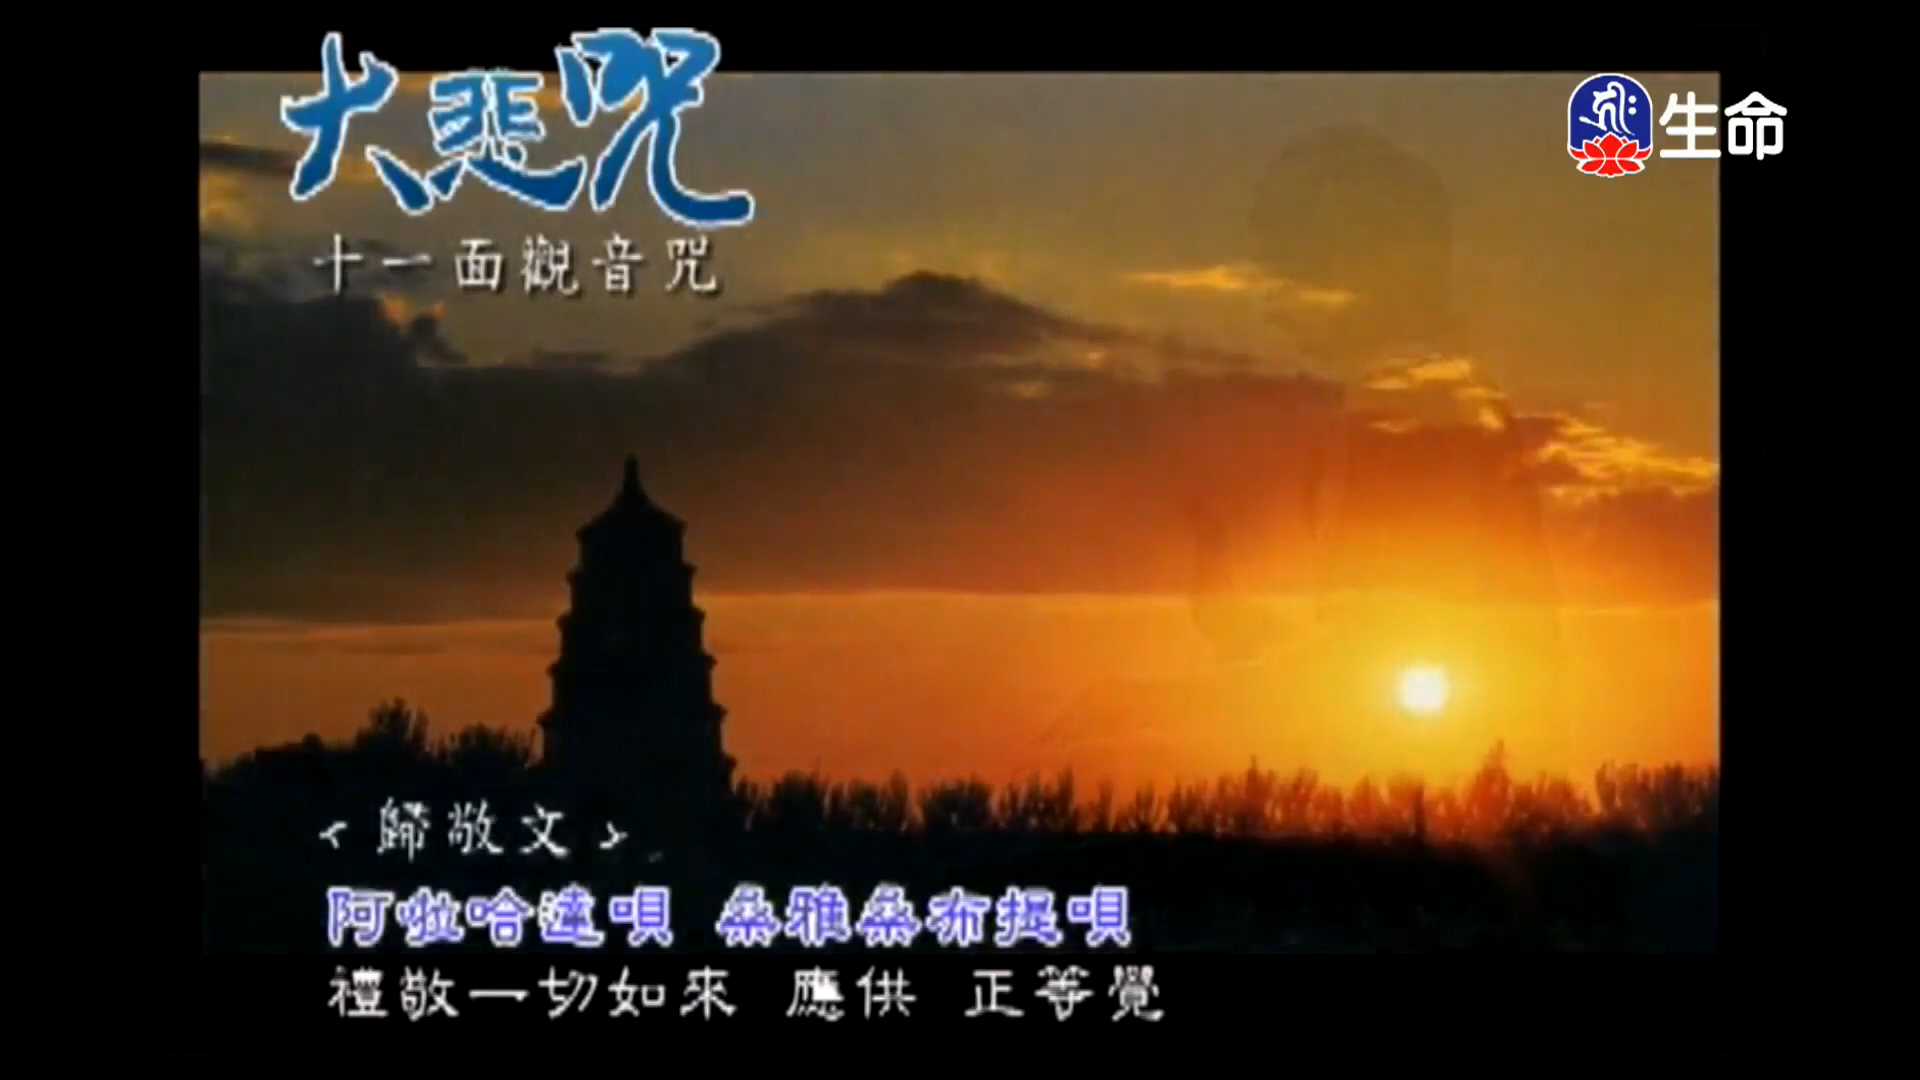 大悲咒
生命
十一面觀音咒
<歸敬文>
阿啦哈達唄 桑雅桑布提唄
禮敬一切如來 應供 正等覺